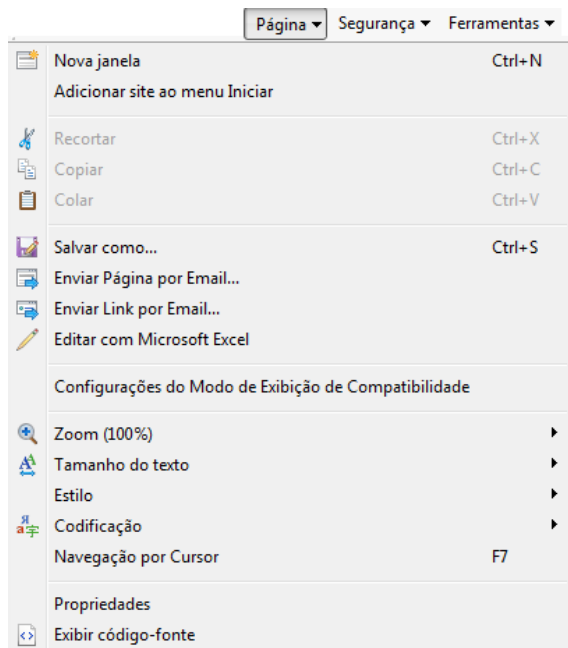 Página Segurança Ferramentas
Nova janela Ctrl+N
Adicionar site ao menu Iniciar
Recortar Ctrl+X
Copiar Ctrl+C
Colar Ctrl+V
Salvar como... Ctrl+S
Enviar Página por Email...
Enviar Link por Email...
Editar com Microsoft Excel
Configurações do Modo de Exibição de Compatibilidade
Zoom (100%)
Tamanho do texto
Estilo
Codificação
Navegação por Cursor F7
Propriedades
Exibir código-fonte